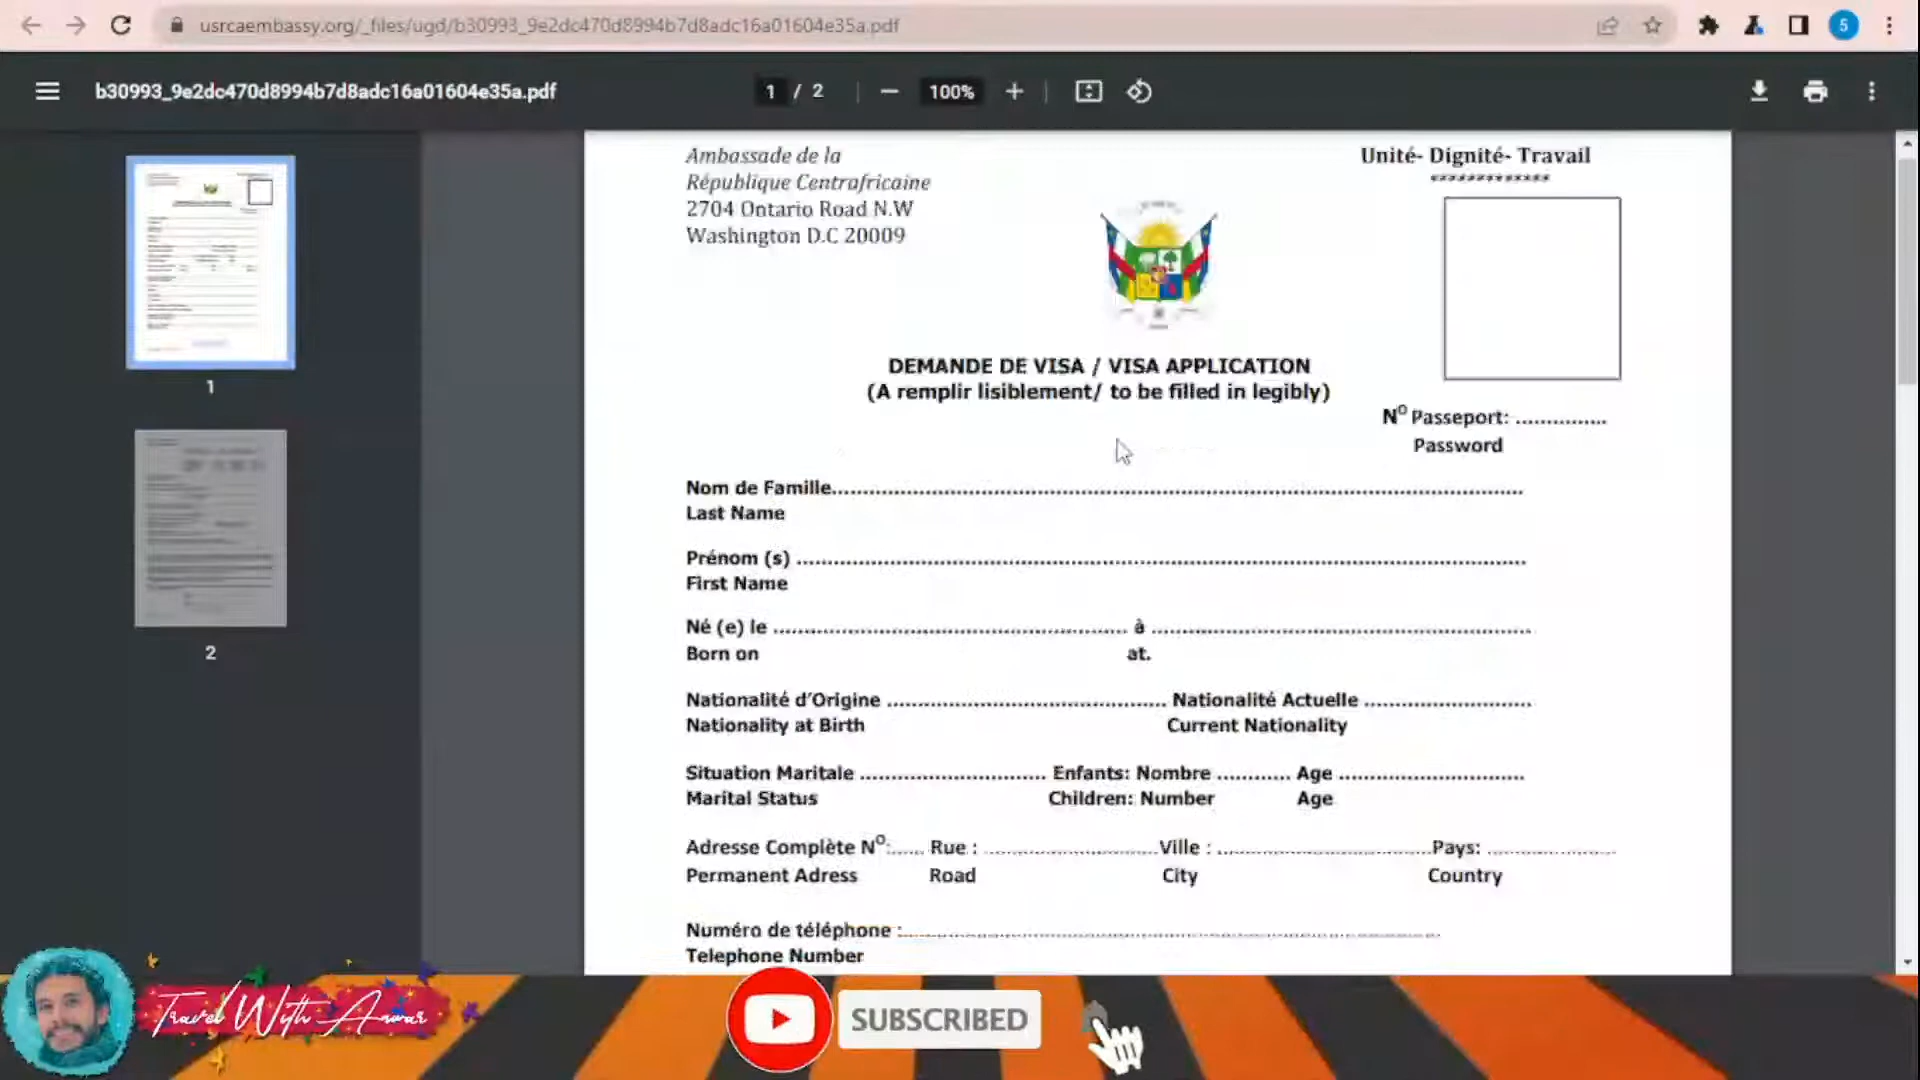 usrcaembassy.org/_files/ugd/b30993_9e2dc470d8994b7d8adc16a01604e35a.pdf
5
b30993_9e2dc470d8994b7d8adc16a01604e35a.pdf
1 / 2
100%
Ambassade de la
République Centrafricaine
2704 Ontario Road N.W
Washington D.C 20009
Unité- Dignité- Travail
*************
DEMANDE DE VISA / VISA APPLICATION
(A remplir lisiblement/ to be filled in legibly)
N° Passeport: ...............
Password
Nom de Famille....................
Last Name
Prénom (s) ....................
First Name
Né (e) le .................... à ....................
Born on at.
Nationalité d'Origine .................... Nationalité Actuelle ....................
Nationality at Birth Current Nationality
Situation Maritale .................... Enfants: Nombre ............ Age ....................
Marital Status Children: Number Age
Adresse Complète N°:...... Rue : ....................Ville : ....................Pays: ....................
Permanent Adress Road City Country
Numéro de téléphone :....................
Telephone Number
1
2
Travel With Anwar
SUBSCRIBED